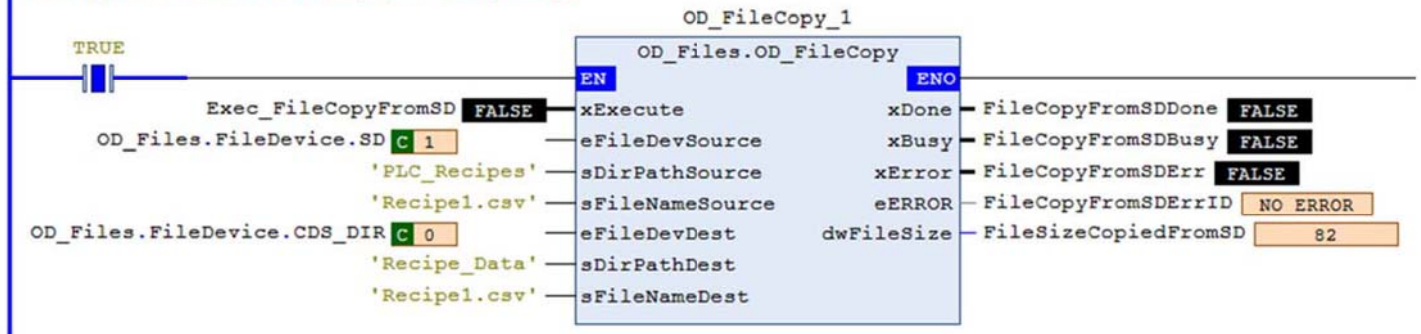 OD_FileCopy_1
TRUE
OD_Files.OD_FileCopy
EN ENO
Exec_FileCopyFromSD FALSE xExecute xDone FileCopyFromSDDone FALSE
OD_Files.FileDevice.SD C 1 eFileDevSource xBusy FileCopyFromSDBusy FALSE
'PLC_Recipes' sDirPathSource xError FileCopyFromSDErr FALSE
'Recipe1.csv' sFileNameSource eERROR FileCopyFromSDErrID NO ERROR
OD_Files.FileDevice.CDS_DIR C 0 eFileDevDest dwFileSize FileSizeCopiedFromSD 82
'Recipe_Data' sDirPathDest
'Recipe1.csv' sFileNameDest